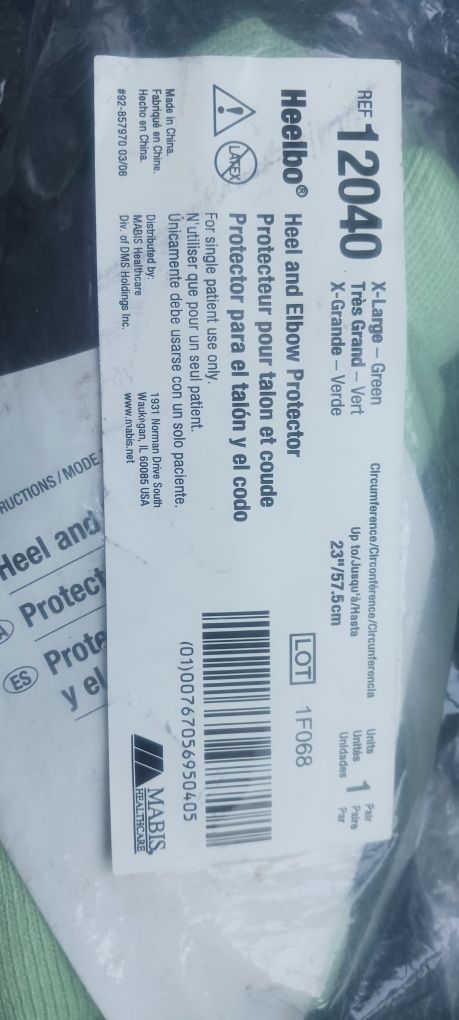 REF 12040
X-Large – Green
Très Grand – Vert
X-Grande – Verde
Circumference/Circonférence/Circunferencia
Up to/Jusqu'à/Hasta
23"/57.5cm
Units
Unités
Unidades
1
Pair
Paire
Par
Heelbo® Heel and Elbow Protector
Protecteur pour talon et coude
Protector para el talón y el codo
LATEX
For single patient use only.
N'utiliser que pour un seul patient.
Únicamente debe usarse con un solo paciente.
LOT 1F068
(01)00767056950405
Made in China.
Fabriqué en Chine.
Hecho en China.
#92-857970 03/08
Distributed by:
MABIS Healthcare
Div. of DMS Holdings Inc.
1931 Norman Drive South
Waukegan, IL 60085 USA
www.mabis.net
MABIS
HEALTHCARE
RUCTIONS / MODE
Heel and
Protect
ES Prote
y el